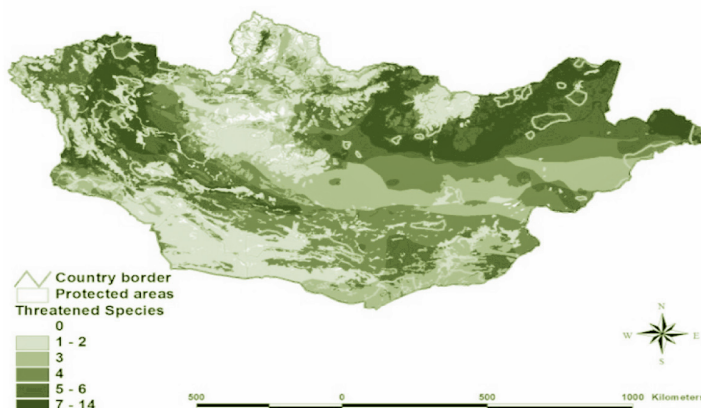 Country border
Protected areas
Threatened Species
0
1 - 2
3
4
5 - 6
7 - 14
N
W E
S
500 0 500 1000 Kilometers